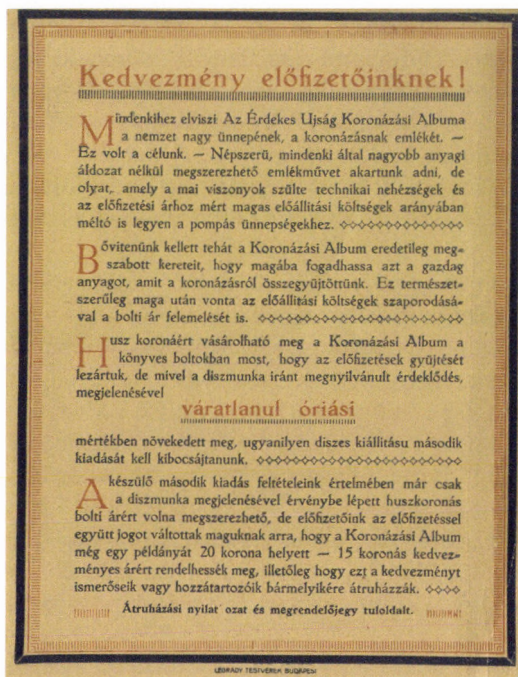 Kedvezmény előfizetőinknek!
Mindenkihez elviszi Az Érdekes Ujság Koronázási Albuma
a nemzet nagy ünnepének, a koronázásnak emlékét. —
Ez volt a célunk. — Népszerű, mindenki által nagyobb anyagi
áldozat nélkül megszerezhető emlékművet akartunk adni, de
olyat, amely a mai viszonyok szülte technikai nehézségek és
az előfizetési árhoz mért magas előállitási költségek arányában
méltó is legyen a pompás ünnepségekhez.
Bővitenünk kellett tehát a Koronázási Album eredetileg meg-
szabott kereteit, hogy magába fogadhassa azt a gazdag
anyagot, amit a koronázásról összegyüjtöttünk. Ez természet-
szerűleg maga után vonta az előállitási költségek szaporodásá-
val a bolti ár felemelését is.
Husz koronáért vásárolható meg a Koronázási Album a
könyves boltokban most, hogy az előfizetések gyüjtését
lezártuk, de mivel a diszmunka iránt megnyilvánult érdeklődés,
megjelenésével
váratlanul óriási
mértékben növekedett meg, ugyanilyen diszes kiállitásu második
kiadását kell kibocsájtanunk.
A készülő második kiadás feltételeink értelmében már csak
a diszmunka megjelenésével érvénybe lépett huszkoronás
bolti árért volna megszerezhető, de előfizetőink az előfizetéssel
együtt jogot váltottak maguknak arra, hogy a Koronázási Album
még egy példányát 20 korona helyett — 15 koronás kedvez-
ményes árért rendelhessék meg, illetőleg hogy ezt a kedvezményt
ismerőseik vagy hozzátartozóik bármelyikére átruházzák.
Átruházási nyilat ozat és megrendelőjegy tuloldalt.
LÉGRÁDY TESTVÉREK BUDAPEST